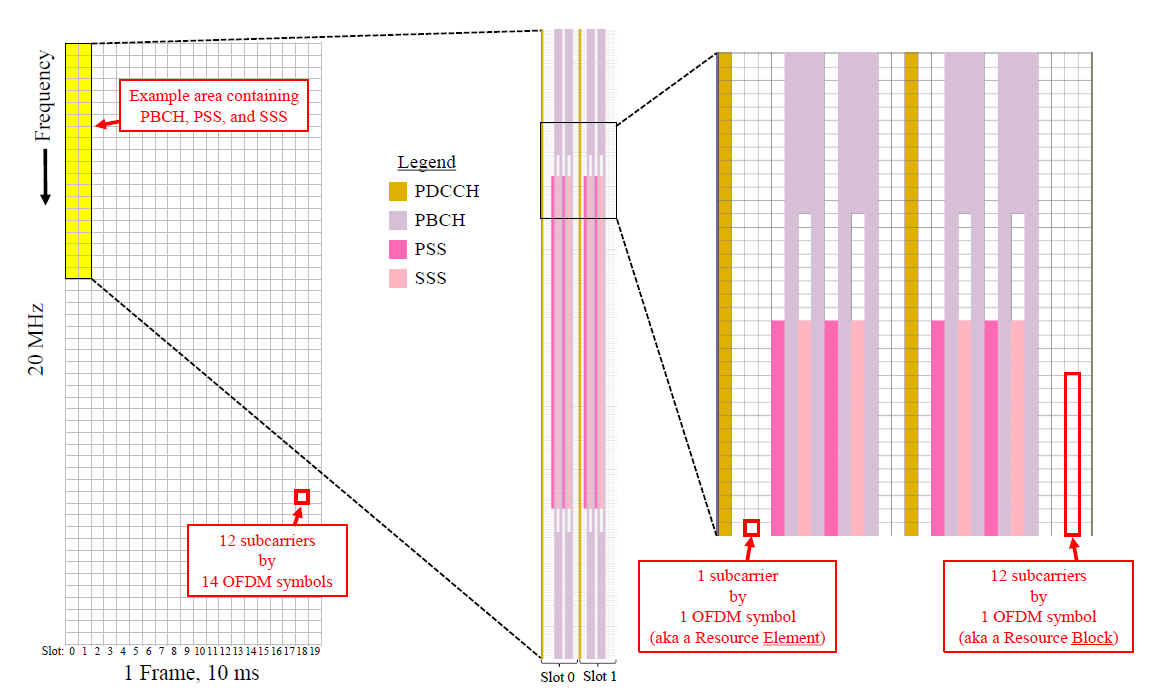 Frequency
20 MHz
Example area containing
PBCH, PSS, and SSS
12 subcarriers
by
14 OFDM symbols
Slot: 0 1 2 3 4 5 6 7 8 9 10 11 12 13 14 15 16 17 18 19
1 Frame, 10 ms
Legend
PDCCH
PBCH
PSS
SSS
Slot 0 Slot 1
1 subcarrier
by
1 OFDM symbol
(aka a Resource Element)
12 subcarriers
by
1 OFDM symbol
(aka a Resource Block)